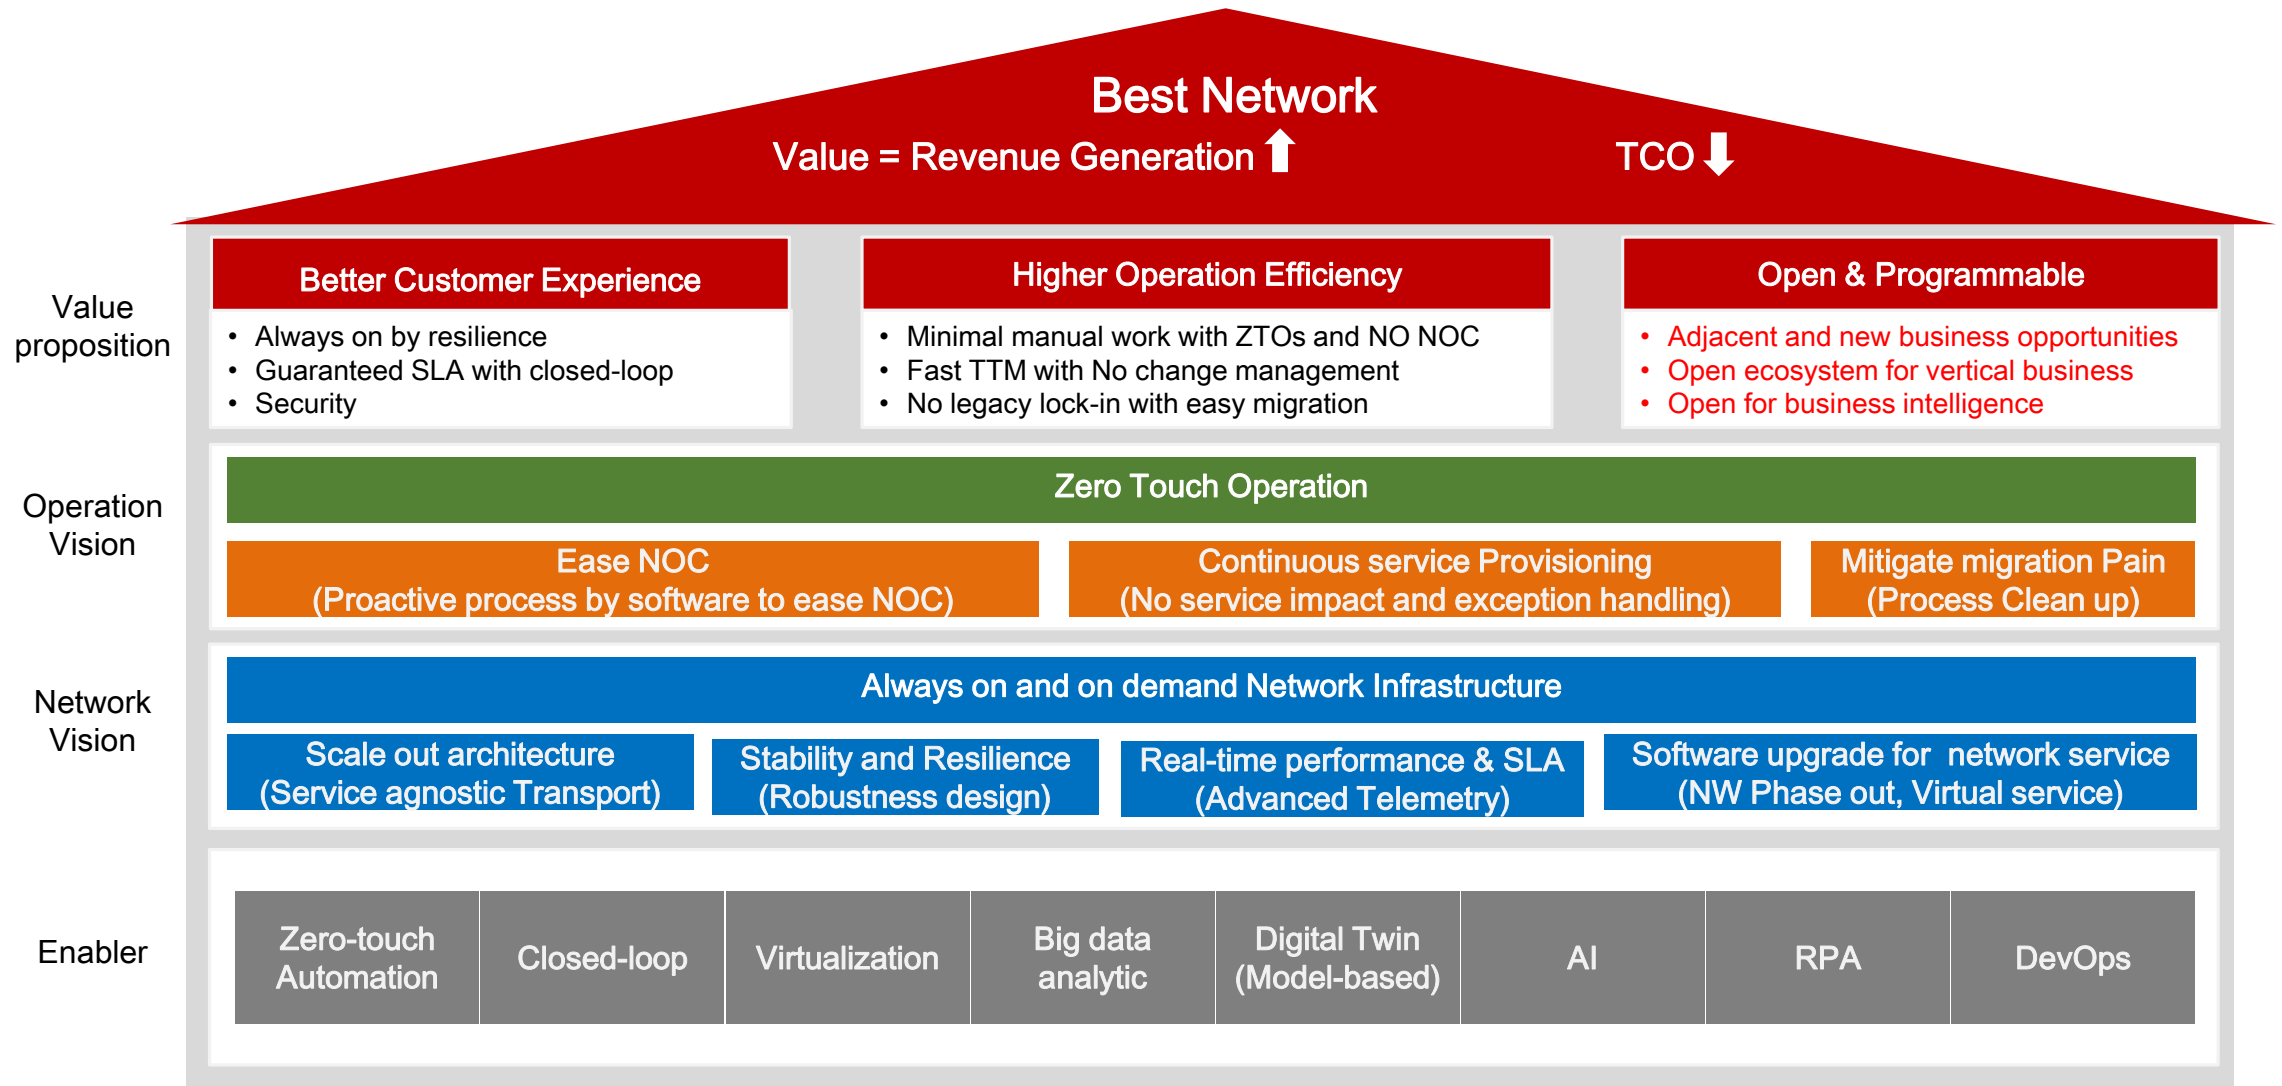 Best Network
Value = Revenue Generation
TCO
Value
proposition
Better Customer Experience
• Always on by resilience
• Guaranteed SLA with closed-loop
• Security
Higher Operation Efficiency
• Minimal manual work with ZTOs and NO NOC
• Fast TTM with No change management
• No legacy lock-in with easy migration
Open & Programmable
• Adjacent and new business opportunities
• Open ecosystem for vertical business
• Open for business intelligence
Operation
Vision
Zero Touch Operation
Ease NOC
(Proactive process by software to ease NOC)
Continuous service Provisioning
(No service impact and exception handling)
Mitigate migration Pain
(Process Clean up)
Network
Vision
Always on and on demand Network Infrastructure
Scale out architecture
(Service agnostic Transport)
Stability and Resilience
(Robustness design)
Real-time performance & SLA
(Advanced Telemetry)
Software upgrade for network service
(NW Phase out, Virtual service)
Enabler
Zero-touch
Automation
Closed-loop
Virtualization
Big data
analytic
Digital Twin
(Model-based)
AI
RPA
DevOps